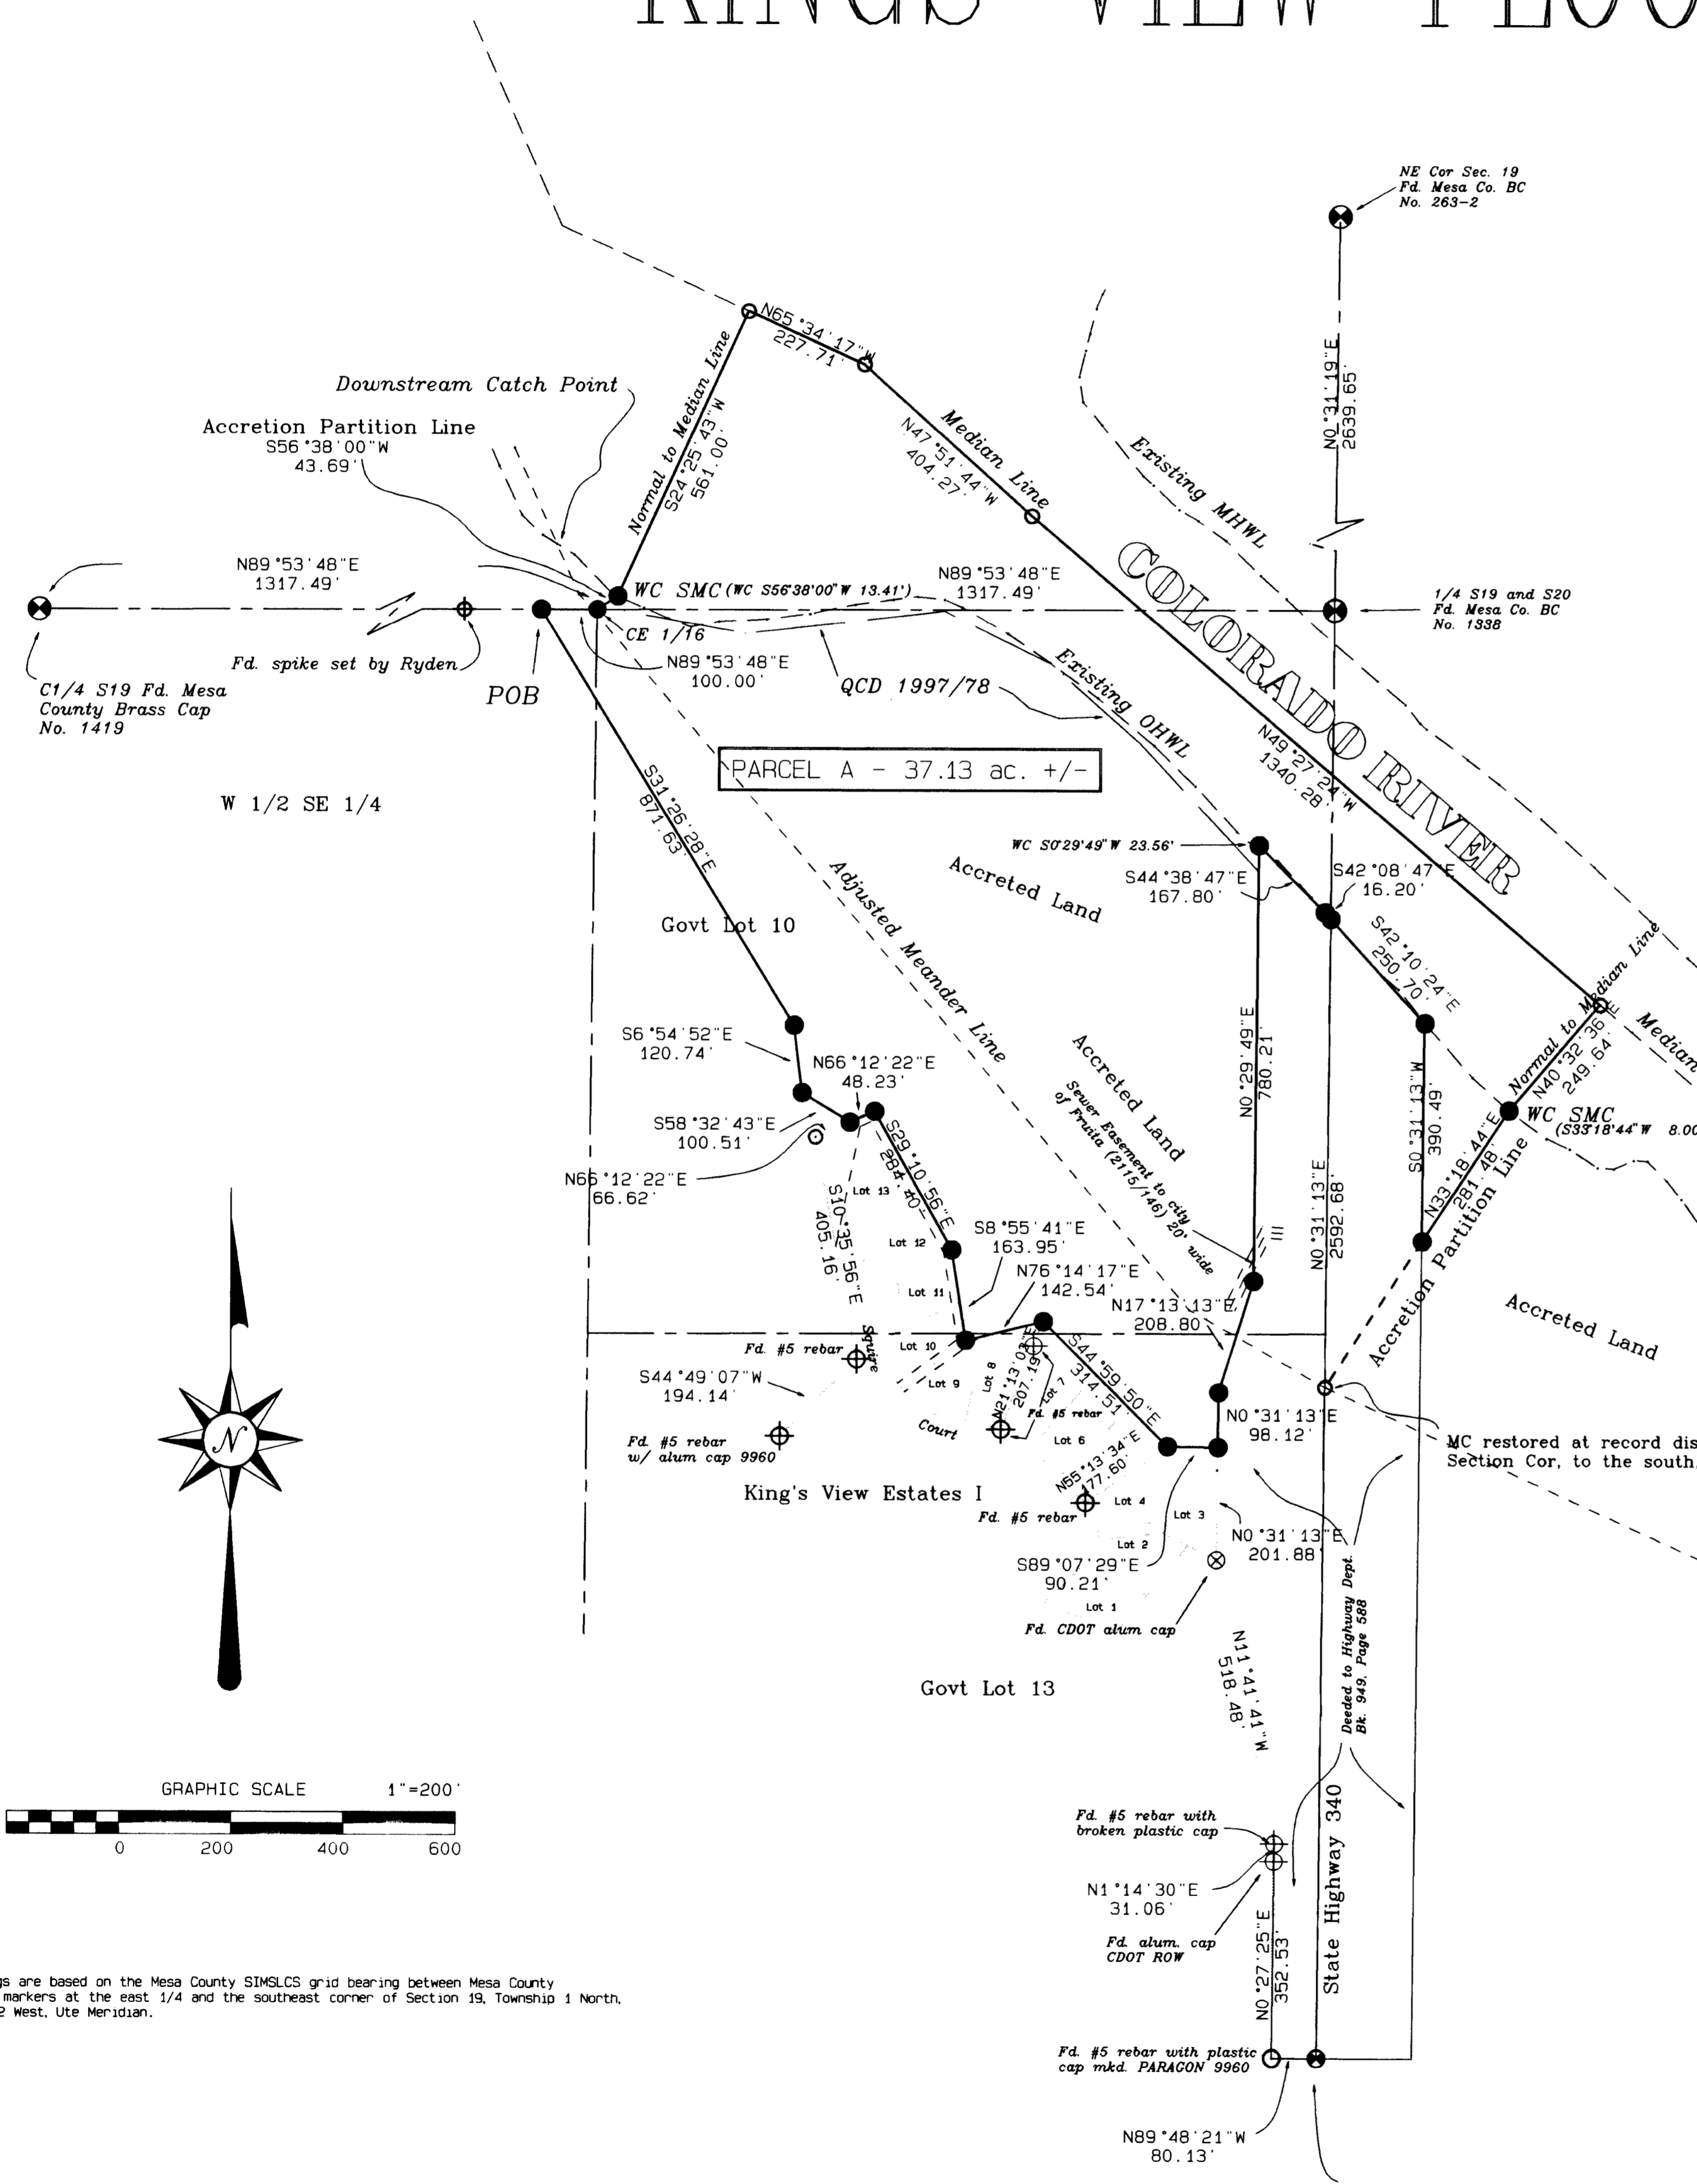 KINGS VIEW FLOO
NE Cor Sec. 19
Fd. Mesa Co. BC
No. 263-2
N0°31'19"E
2639.65'
N65°34'17"W
227.71'
Downstream Catch Point
Accretion Partition Line
S56°38'00"W
43.69'
Normal to Median Line
S24°25'43"W
561.00'
Median Line
N47°51'44"W
404.27'
Existing MHWL
COLORADO RIVER
N89°53'48"E
1317.49'
WC SMC (WC S56°38'00"W 13.41')
N89°53'48"E
1317.49'
1/4 S19 and S20
Fd. Mesa Co. BC
No. 1338
CE 1/16
Fd. spike set by Ryden
N89°53'48"E
100.00'
POB
QCD 1997/78
Existing OHWL
C1/4 S19 Fd. Mesa
County Brass Cap
No. 1419
N49°27'24"W
1340.28'
PARCEL A - 37.13 ac. +/-
W 1/2 SE 1/4
S31°26'28"E
871.63'
WC S0°29'49"W 23.56'
Accreted Land
S44°38'47"E
167.80'
S42°08'47"E
16.20'
Adjusted Meander Line
Govt Lot 10
S42°10'24"E
250.70'
Normal to Median Line
N40°32'36"E
249.64'
Median
S6°54'52"E
120.74'
N66°12'22"E
48.23'
Accreted Land
Sewer Easement to city
of Fruita (2115/146) 20' wide
N0°29'49"E
780.21'
S0°31'13"W
390.49'
WC SMC
(S33°18'44"W 8.00
S58°32'43"E
100.51'
N66°12'22"E
66.62'
S29°10'56"E
284.40'
N33°18'44"E
281.48'
Accretion Partition Line
Lot 13
S10°35'56"E
405.16'
Lot 12
S8°55'41"E
163.95'
N0°31'13"E
2592.68'
N76°14'17"E
142.54'
Lot 11
N17°13'13"E
208.80'
Accreted Land
Fd. #5 rebar
Squire
Lot 10
S44°49'07"W
194.14'
Lot 9
Lot 8
N21°13'03"E
207.19'
Lot 7
S44°59'50"E
314.51'
Fd. #5 rebar
Court
Lot 6
N0°31'13"E
98.12'
Fd. #5 rebar
w/ alum cap 9960
MC restored at record dis
Section Cor, to the south,
N55°13'34"E
177.60'
King's View Estates I
Lot 4
Fd. #5 rebar
Lot 3
Lot 2
N0°31'13"E
201.88'
S89°07'29"E
90.21'
Lot 1
Fd. CDOT alum cap
Deeded to Highway Dept.
Bk. 949, Page 588
N11°41'41"W
518.48'
Govt Lot 13
N
GRAPHIC SCALE 1"=200'
0 200 400 600
Fd. #5 rebar with
broken plastic cap
State Highway 340
N1°14'30"E
31.06'
Fd. alum. cap
CDOT ROW
N0°27'25"E
352.53'
gs are based on the Mesa County SIMSLCS grid bearing between Mesa County
markers at the east 1/4 and the southeast corner of Section 19, Township 1 North,
2 West, Ute Meridian.
Fd. #5 rebar with plastic
cap mkd. PARAGON 9960
N89°48'21"W
80.13'